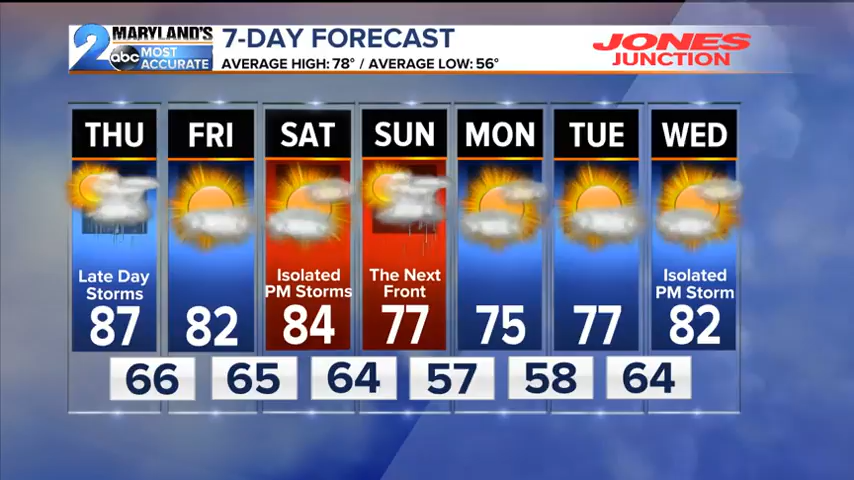 2 MARYLAND'S
abc MOST
ACCURATE
7-DAY FORECAST
AVERAGE HIGH: 78° / AVERAGE LOW: 56°
JONES
JUNCTION
THU FRI SAT SUN MON TUE WED
Late Day
Storms
Isolated
PM Storms
The Next
Front
Isolated
PM Storm
87 82 84 77 75 77 82
66 65 64 57 58 64